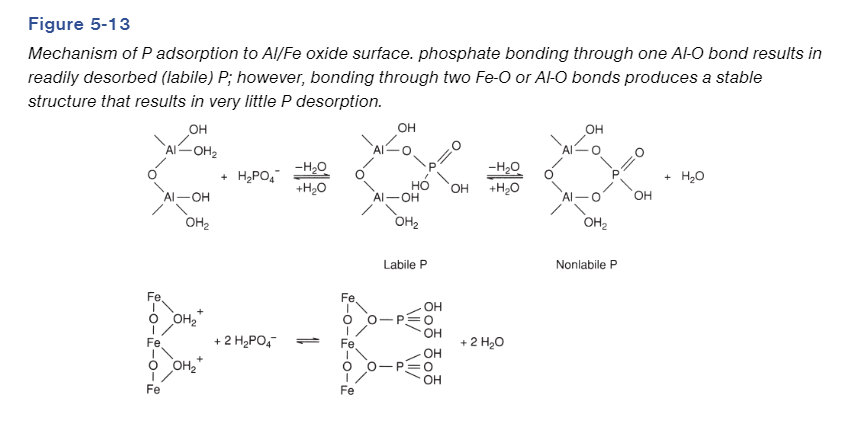 Figure 5-13
Mechanism of P adsorption to Al/Fe oxide surface. phosphate bonding through one Al-O bond results in
readily desorbed (labile) P; however, bonding through two Fe-O or Al-O bonds produces a stable
structure that results in very little P desorption.
OH OH OH
Al—OH₂ Al—O O Al—O O
O + H₂PO₄⁻ −H₂O +H₂O O P −H₂O +H₂O O P + H₂O
Al—OH HO OH Al—OH Al—O OH
OH₂ OH₂ OH₂
Labile P Nonlabile P
Fe Fe OH
O OH₂⁺ O O—P=O
OH
Fe + 2 H₂PO₄⁻ ⇌ Fe + 2 H₂O
OH
O OH₂⁺ O O—P=O
Fe Fe OH